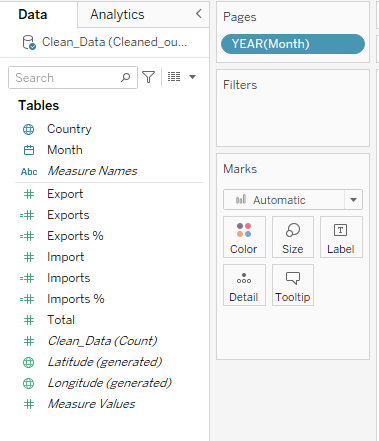 Data
Analytics
Clean_Data (Cleaned_ou...
Search
Tables
Country
Month
Abc Measure Names
Export
Exports
Exports %
Import
Imports
Imports %
Total
Clean_Data (Count)
Latitude (generated)
Longitude (generated)
Measure Values
Pages
YEAR(Month)
Filters
Marks
Automatic
Color
Size
T
Label
Detail
Tooltip